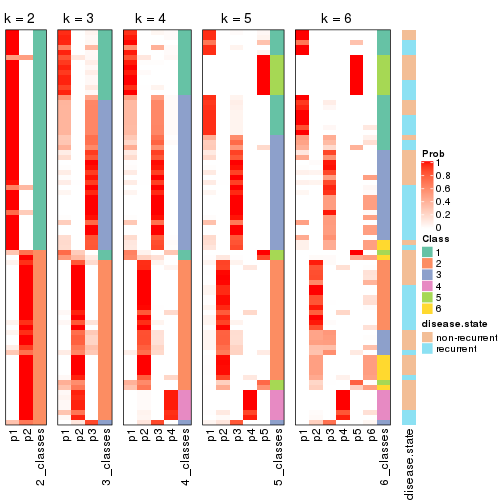 k = 2 k = 3 k = 4 k = 5 k = 6
Prob
1
0.8
0.6
0.4
0.2
0
Class
1
2
3
4
5
6
disease.state
non-recurrent
recurrent
p1 p2 2_classes p1 p2 p3 3_classes p1 p2 p3 p4 4_classes p1 p2 p3 p4 p5 5_classes p1 p2 p3 p4 p5 p6 6_classes disease.state